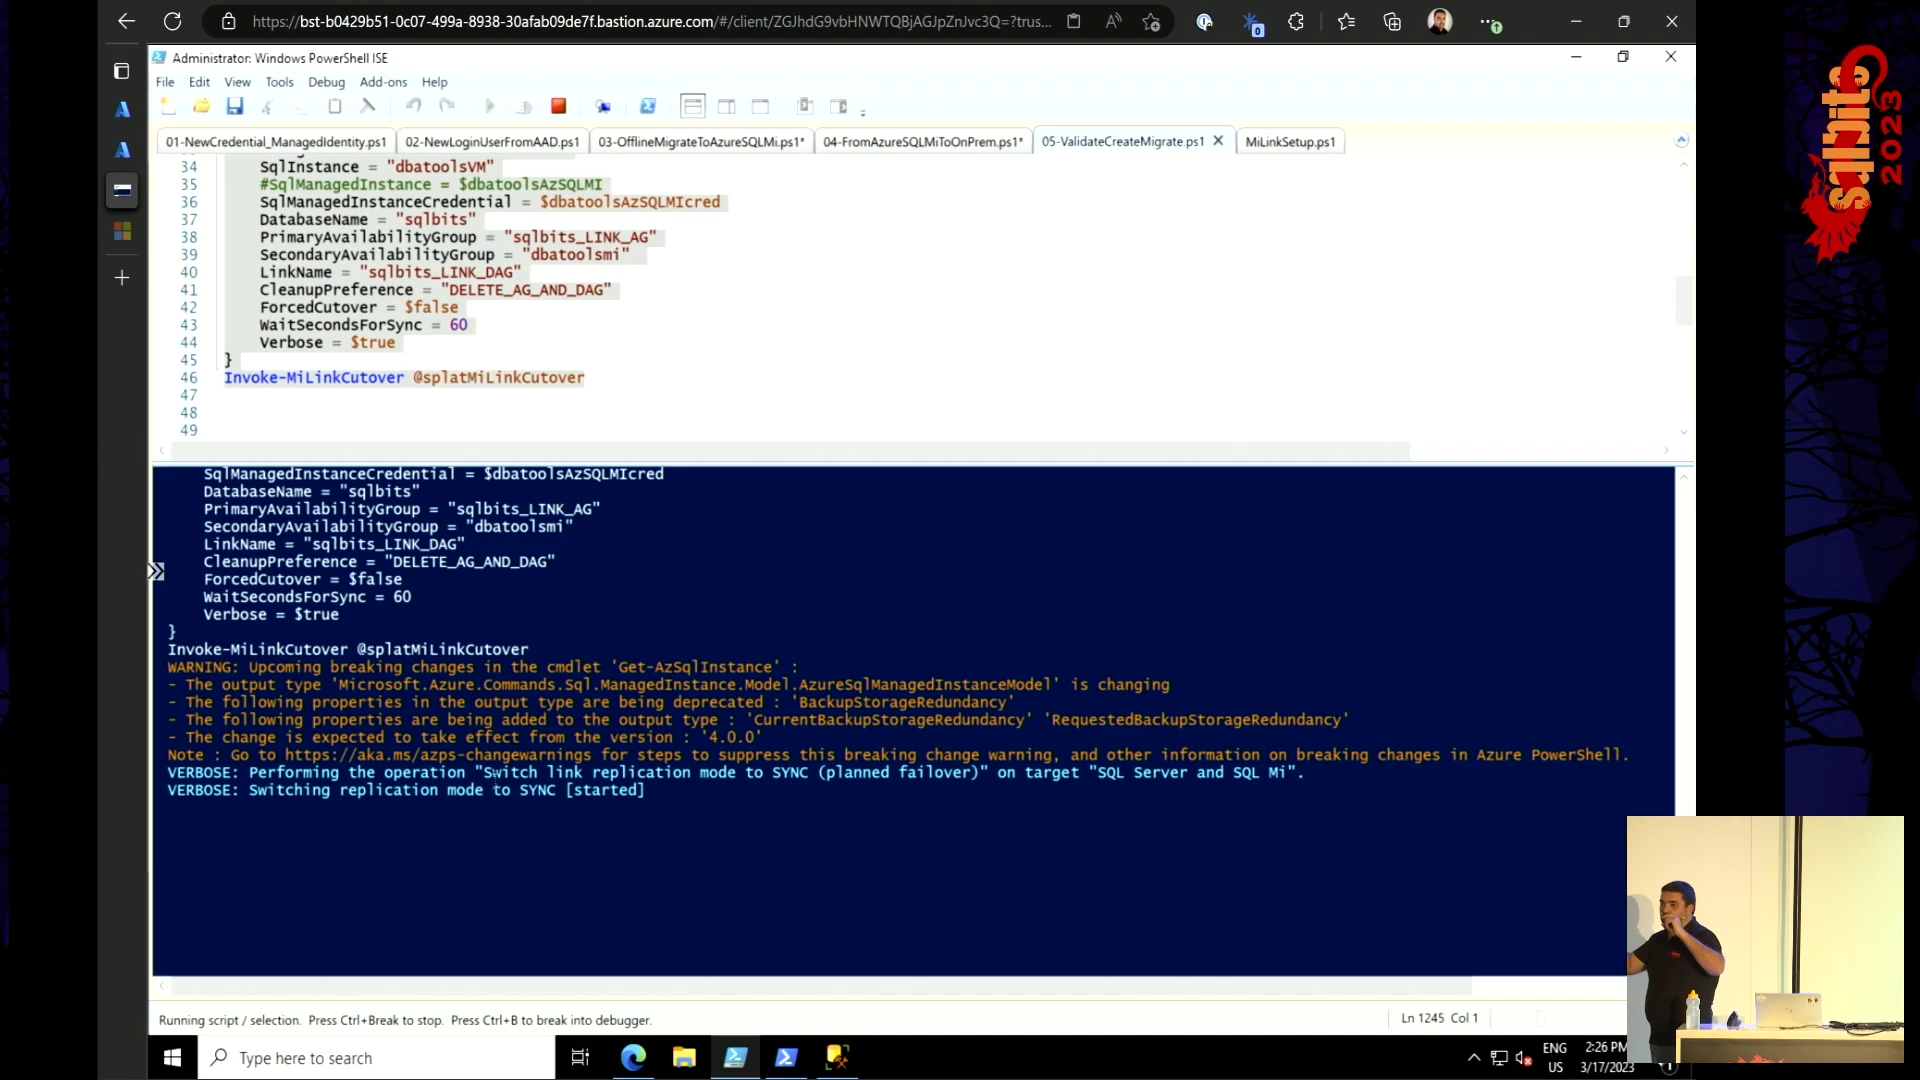 https://bst-b0429b51-0c07-499a-8938-30afab09de7f.bastion.azure.com/#/client/ZGJhdG9vbHNWTQBjAGJpZnJvc3Q=?trus...
Administrator: Windows PowerShell ISE
File Edit View Tools Add-ons Help
01-NewCredential_ManagedIdentity.ps1 02-NewLoginUserFromAAD.ps1 03-OfflineMigrateToAzureSQLMi.ps1* 04-FromAzureSQLMiToOnPrem.ps1* 05-ValidateCreateMigrate.ps1 MiLinkSetup.ps1
34 SqlInstance = "dbatoolsVM"
35 #SqlManagedInstance = $dbatoolsAzSQLMI
36 SqlManagedInstanceCredential = $dbatoolsAzSQLMIcred
37 DatabaseName = "sqlbits"
38 PrimaryAvailabilityGroup = "sqlbits_LINK_AG"
39 SecondaryAvailabilityGroup = "dbatoolsmi"
40 LinkName = "sqlbits_LINK_DAG"
41 CleanupPreference = "DELETE_AG_AND_DAG"
42 ForcedCutover = $false
43 WaitSecondsForSync = 60
44 Verbose = $true
45 }
46 Invoke-MiLinkCutover @splatMiLinkCutover
47
48
49
SqlManagedInstanceCredential = $dbatoolsAzSQLMIcred
DatabaseName = "sqlbits"
PrimaryAvailabilityGroup = "sqlbits_LINK_AG"
SecondaryAvailabilityGroup = "dbatoolsmi"
LinkName = "sqlbits_LINK_DAG"
CleanupPreference = "DELETE_AG_AND_DAG"
ForcedCutover = $false
WaitSecondsForSync = 60
Verbose = $true
}
Invoke-MiLinkCutover @splatMiLinkCutover
WARNING: Upcoming breaking changes in the cmdlet 'Get-AzSqlInstance' :
- The output type 'Microsoft.Azure.Commands.Sql.ManagedInstance.Model.AzureSqlManagedInstanceModel' is changing
- The following properties in the output type are being deprecated : 'BackupStorageRedundancy'
- The following properties are being added to the output type : 'CurrentBackupStorageRedundancy' 'RequestedBackupStorageRedundancy'
- The change is expected to take effect from the version : '4.0.0'
Note : Go to https://aka.ms/azps-changewarnings for steps to suppress this breaking change warning, and other information on breaking changes in Azure PowerShell.
VERBOSE: Performing the operation "Switch link replication mode to SYNC (planned failover)" on target "SQL Server and SQL Mi".
VERBOSE: Switching replication mode to SYNC [started]
Running script / selection. Press Ctrl+Break to stop. Press Ctrl+B to break into debugger.
Ln 1245 Col 1
Type here to search
ENG
US
2:26 PM
3/17/2023
sqlbits
2023